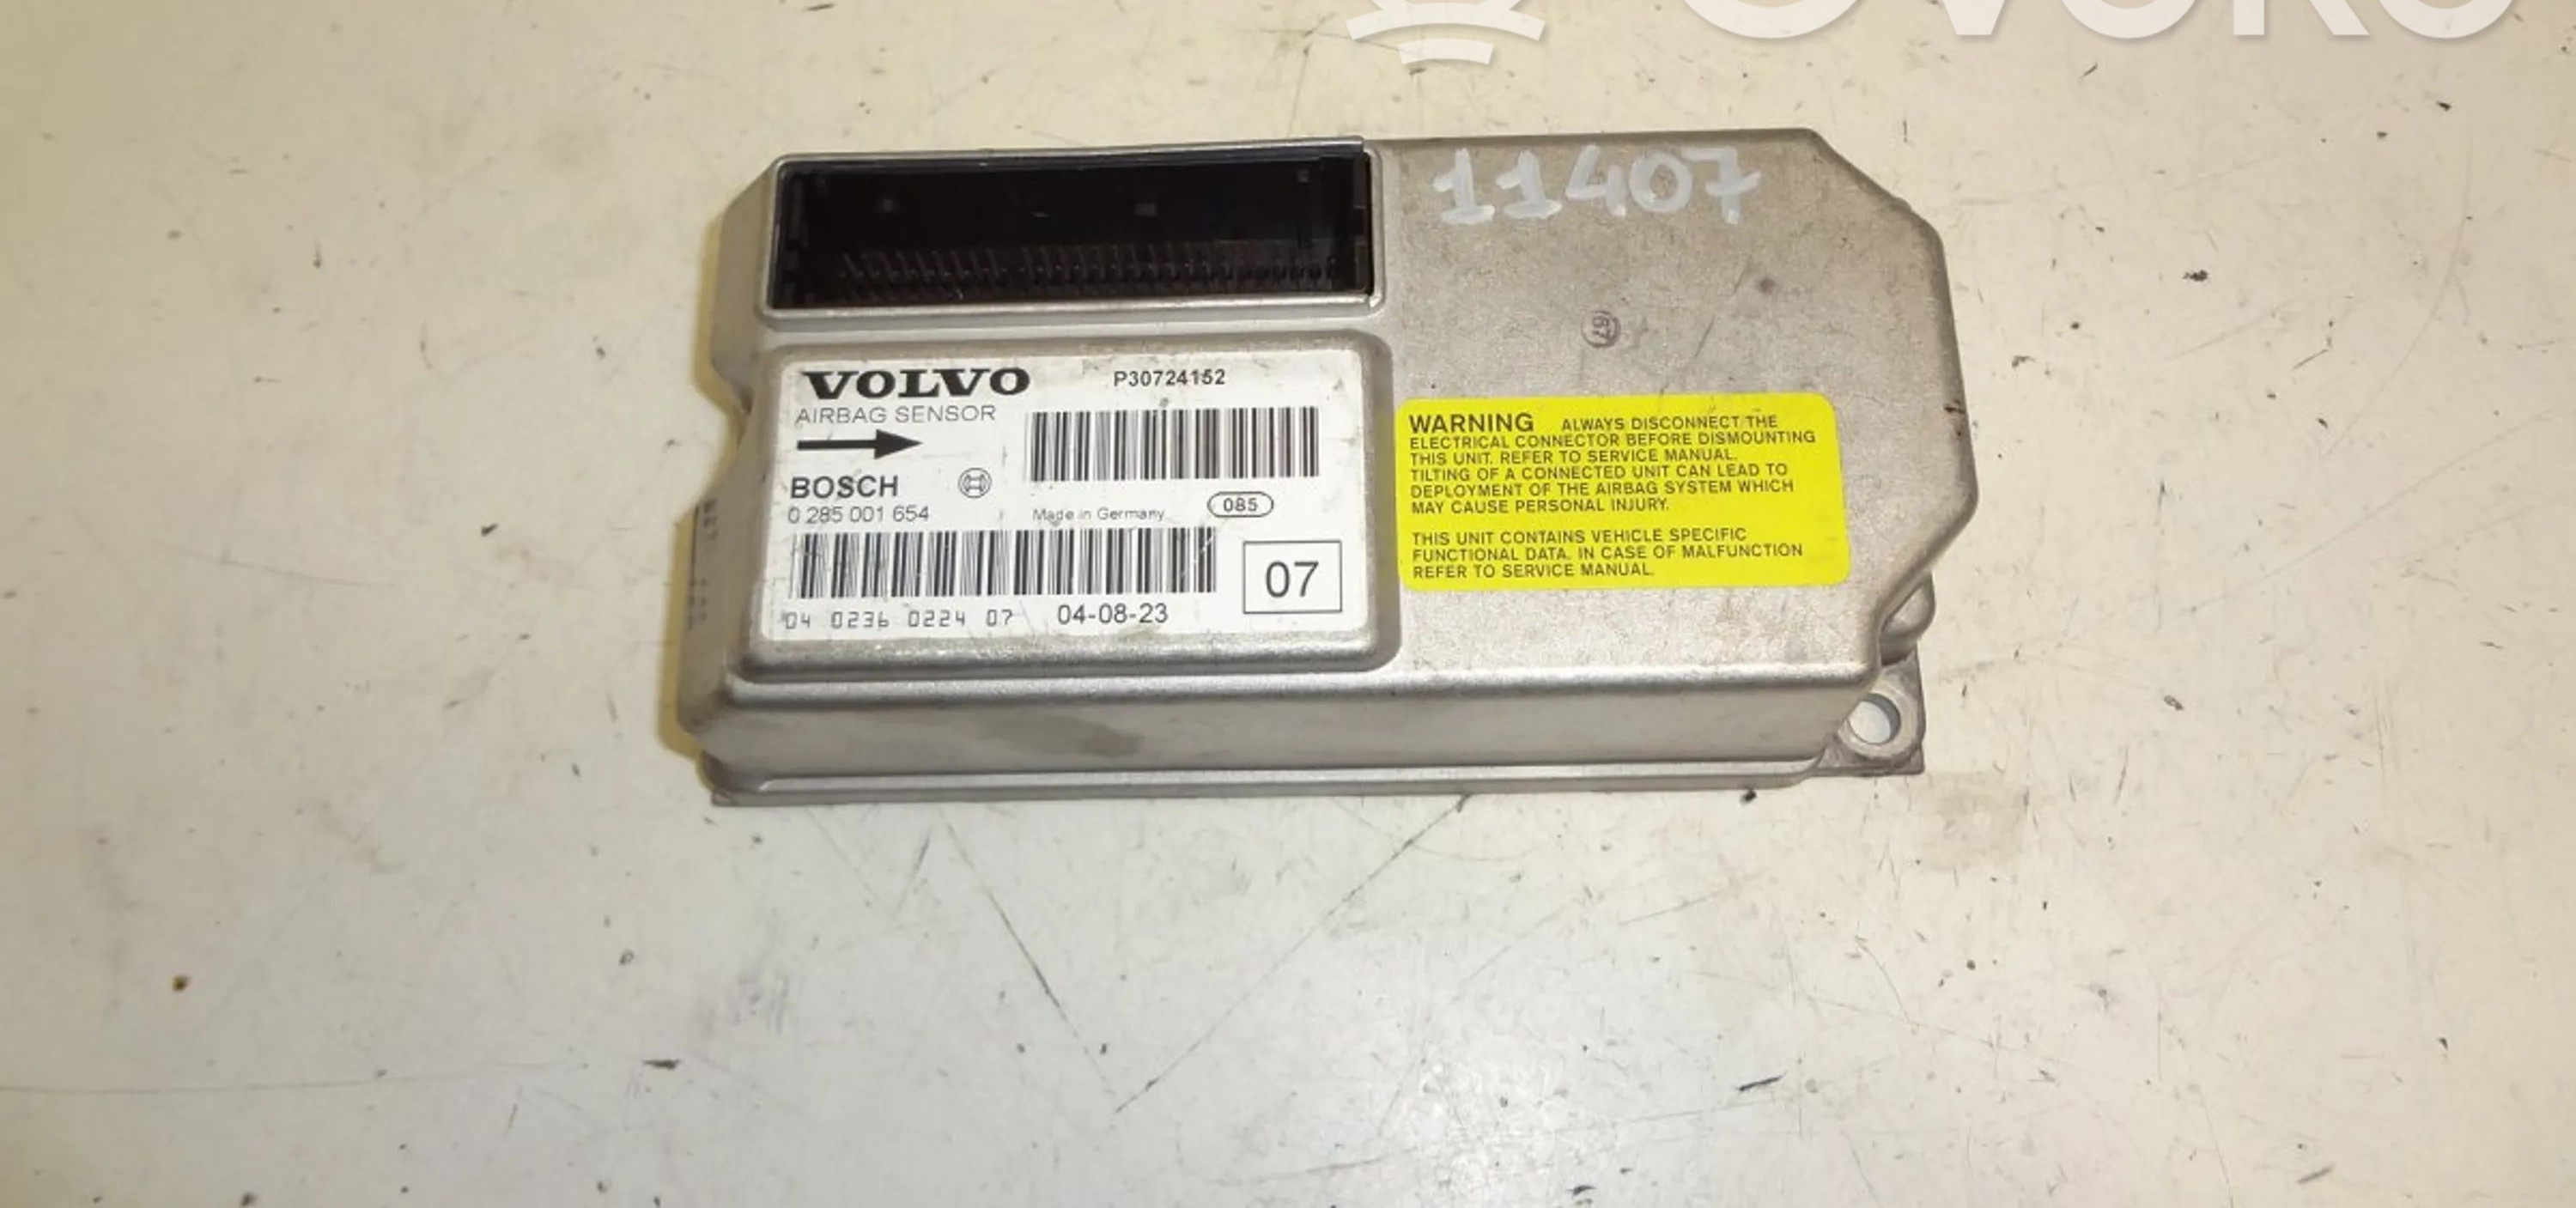 OVOKO
11407
67
VOLVO
P30724152
AIRBAG SENSOR
BOSCH
0 285 001 654
Made in Germany
085
04 0236 0224 07
04-08-23
07
WARNING ALWAYS DISCONNECT THE
ELECTRICAL CONNECTOR BEFORE DISMOUNTING
THIS UNIT. REFER TO SERVICE MANUAL.
TILTING OF A CONNECTED UNIT CAN LEAD TO
DEPLOYMENT OF THE AIRBAG SYSTEM WHICH
MAY CAUSE PERSONAL INJURY.
THIS UNIT CONTAINS VEHICLE SPECIFIC
FUNCTIONAL DATA. IN CASE OF MALFUNCTION
REFER TO SERVICE MANUAL.